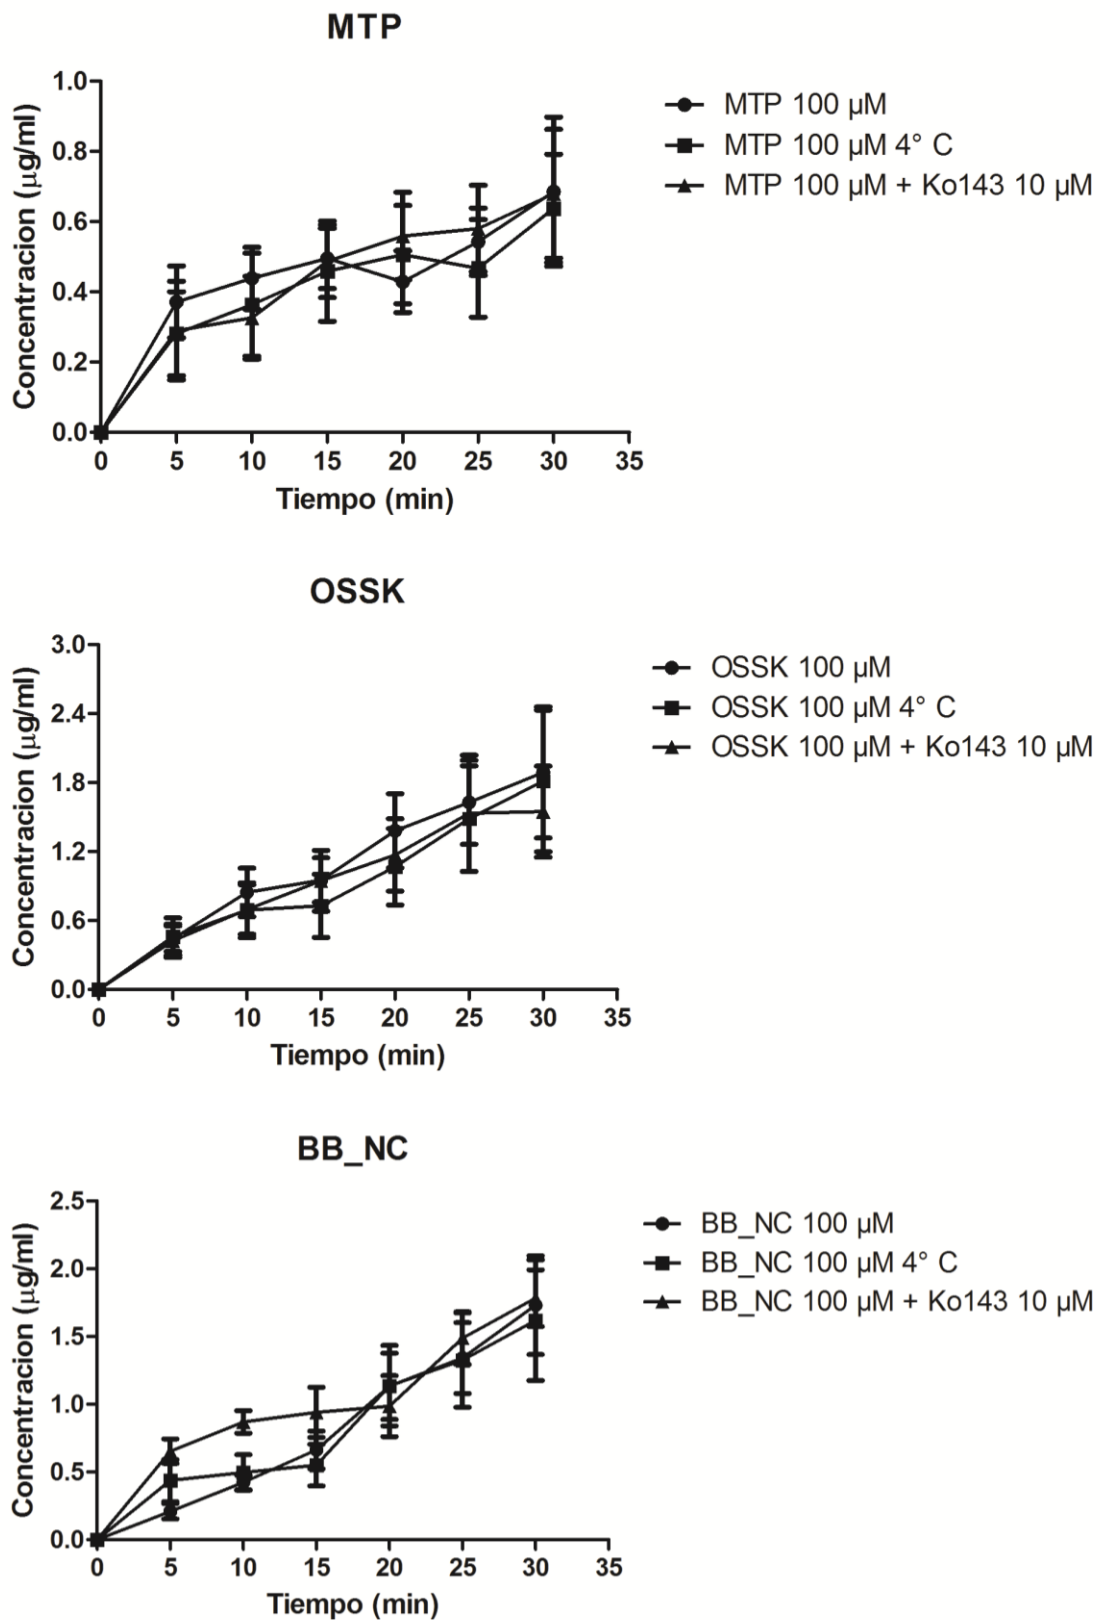 MTP
Concentracion (µg/ml)
1.0
0.8
0.6
0.4
0.2
0.0
0 5 10 15 20 25 30 35
Tiempo (min)
MTP 100 µM
MTP 100 µM 4° C
MTP 100 µM + Ko143 10 µM
OSSK
Concentracion (µg/ml)
3.0
2.4
1.8
1.2
0.6
0.0
0 5 10 15 20 25 30 35
Tiempo (min)
OSSK 100 µM
OSSK 100 µM 4° C
OSSK 100 µM + Ko143 10 µM
BB_NC
Concentracion (µg/ml)
2.5
2.0
1.5
1.0
0.5
0.0
0 5 10 15 20 25 30 35
Tiempo (min)
BB_NC 100 µM
BB_NC 100 µM 4° C
BB_NC 100 µM + Ko143 10 µM